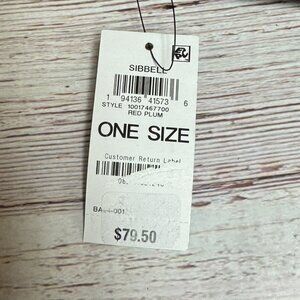 SIBBELL
1 94136 41573 6
STYLE 10017467700
RED PLUM
ONE SIZE
Customer Return Label
$79.50